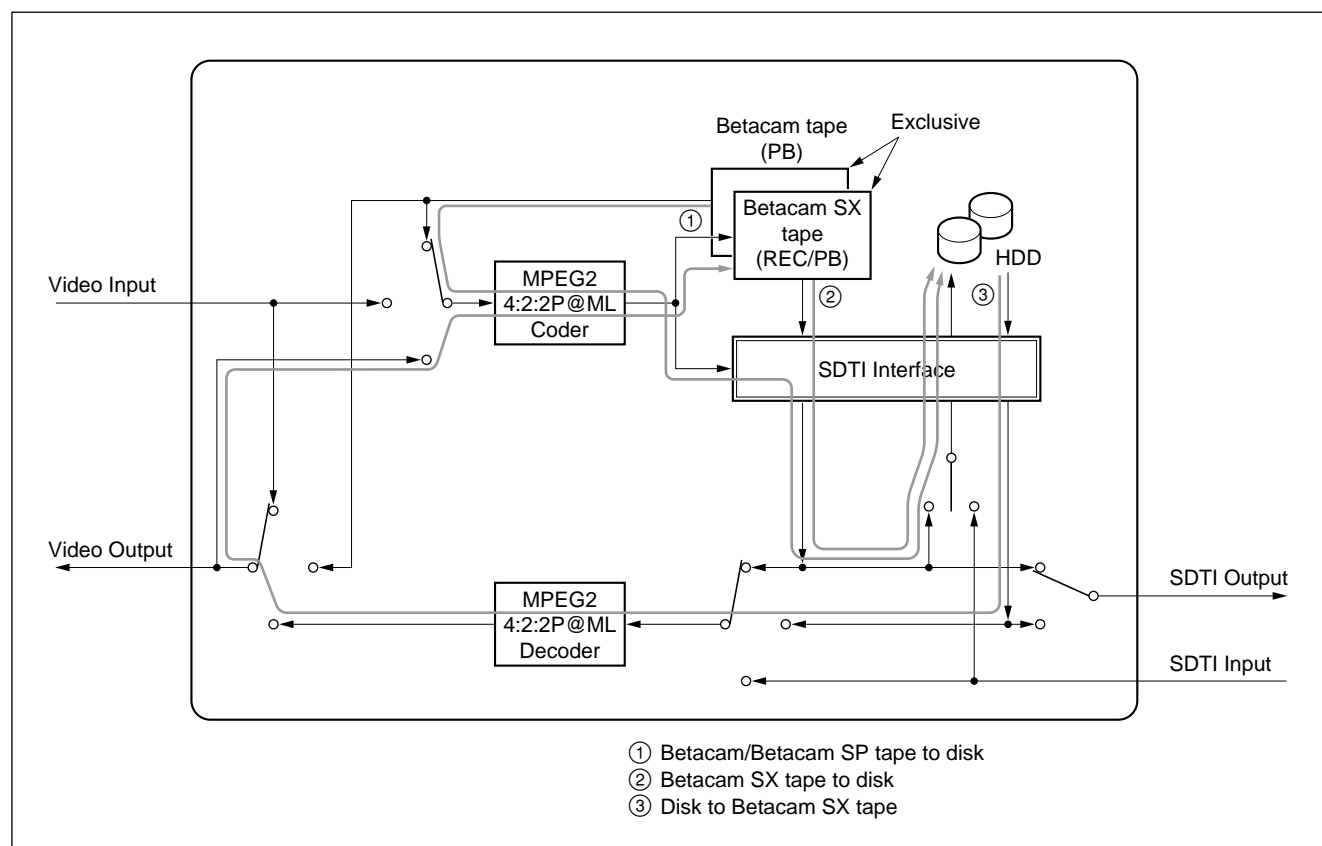 Betacam tape
(PB)
Exclusive
①
Betacam SX
tape
(REC/PB)
HDD
Video Input
MPEG2
4:2:2P@ML
Coder
②
③
SDTI Interface
Video Output
MPEG2
4:2:2P@ML
Decoder
SDTI Output
SDTI Input
① Betacam/Betacam SP tape to disk
② Betacam SX tape to disk
③ Disk to Betacam SX tape